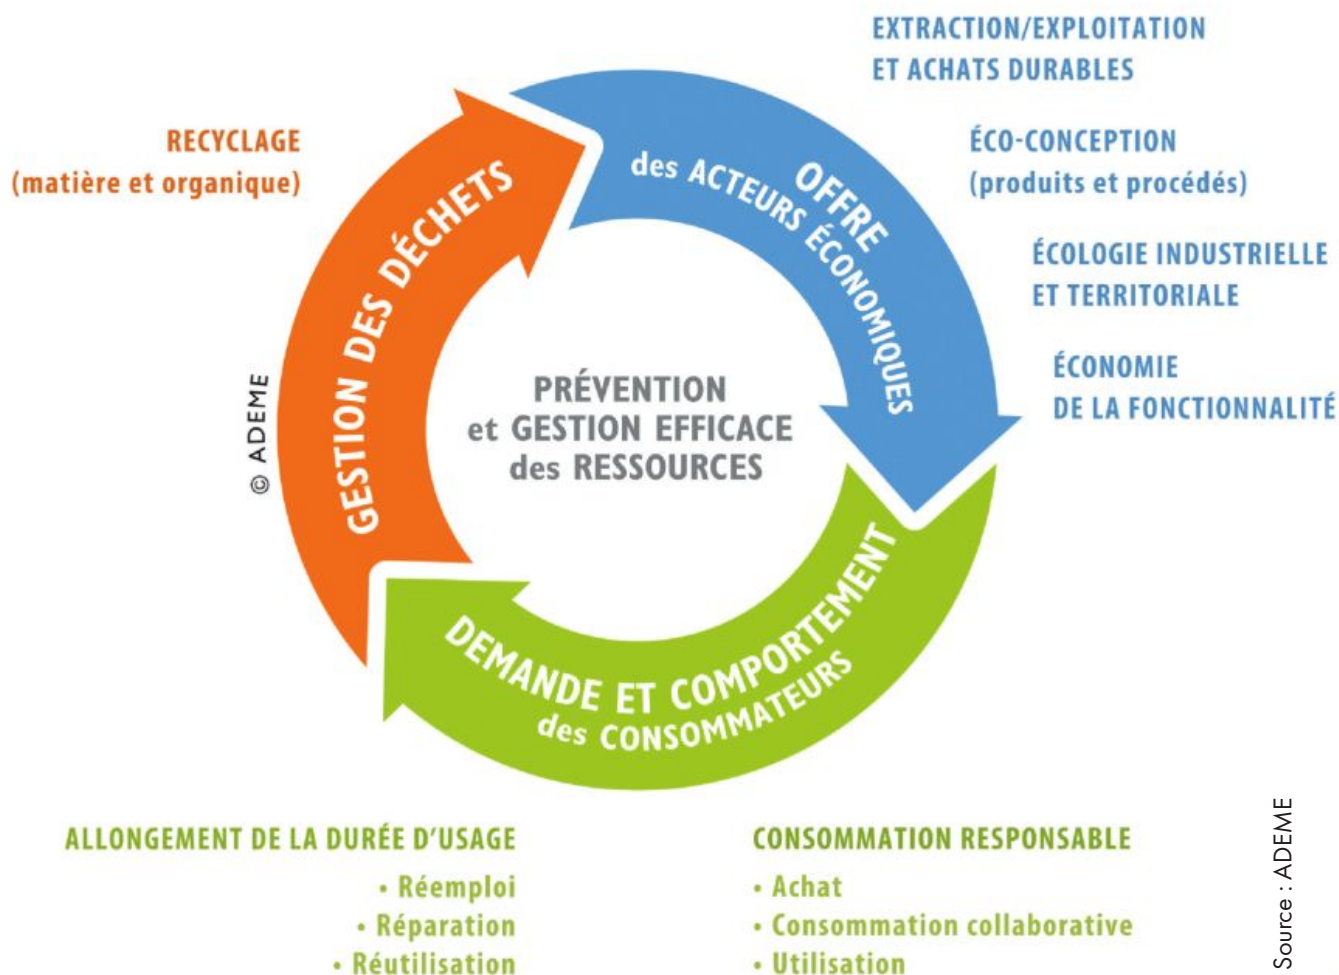 EXTRACTION/EXPLOITATION
ET ACHATS DURABLES
RECYCLAGE
(matière et organique)
ÉCO-CONCEPTION
(produits et procédés)
ÉCOLOGIE INDUSTRIELLE
ET TERRITORIALE
ÉCONOMIE
DE LA FONCTIONNALITÉ
OFFRE
des ACTEURS ÉCONOMIQUES
GESTION DES DÉCHETS
PRÉVENTION
et GESTION EFFICACE
des RESSOURCES
© ADEME
DEMANDE ET COMPORTEMENT
des CONSOMMATEURS
ALLONGEMENT DE LA DURÉE D'USAGE
• Réemploi
• Réparation
• Réutilisation
CONSOMMATION RESPONSABLE
• Achat
• Consommation collaborative
• Utilisation
Source : ADEME